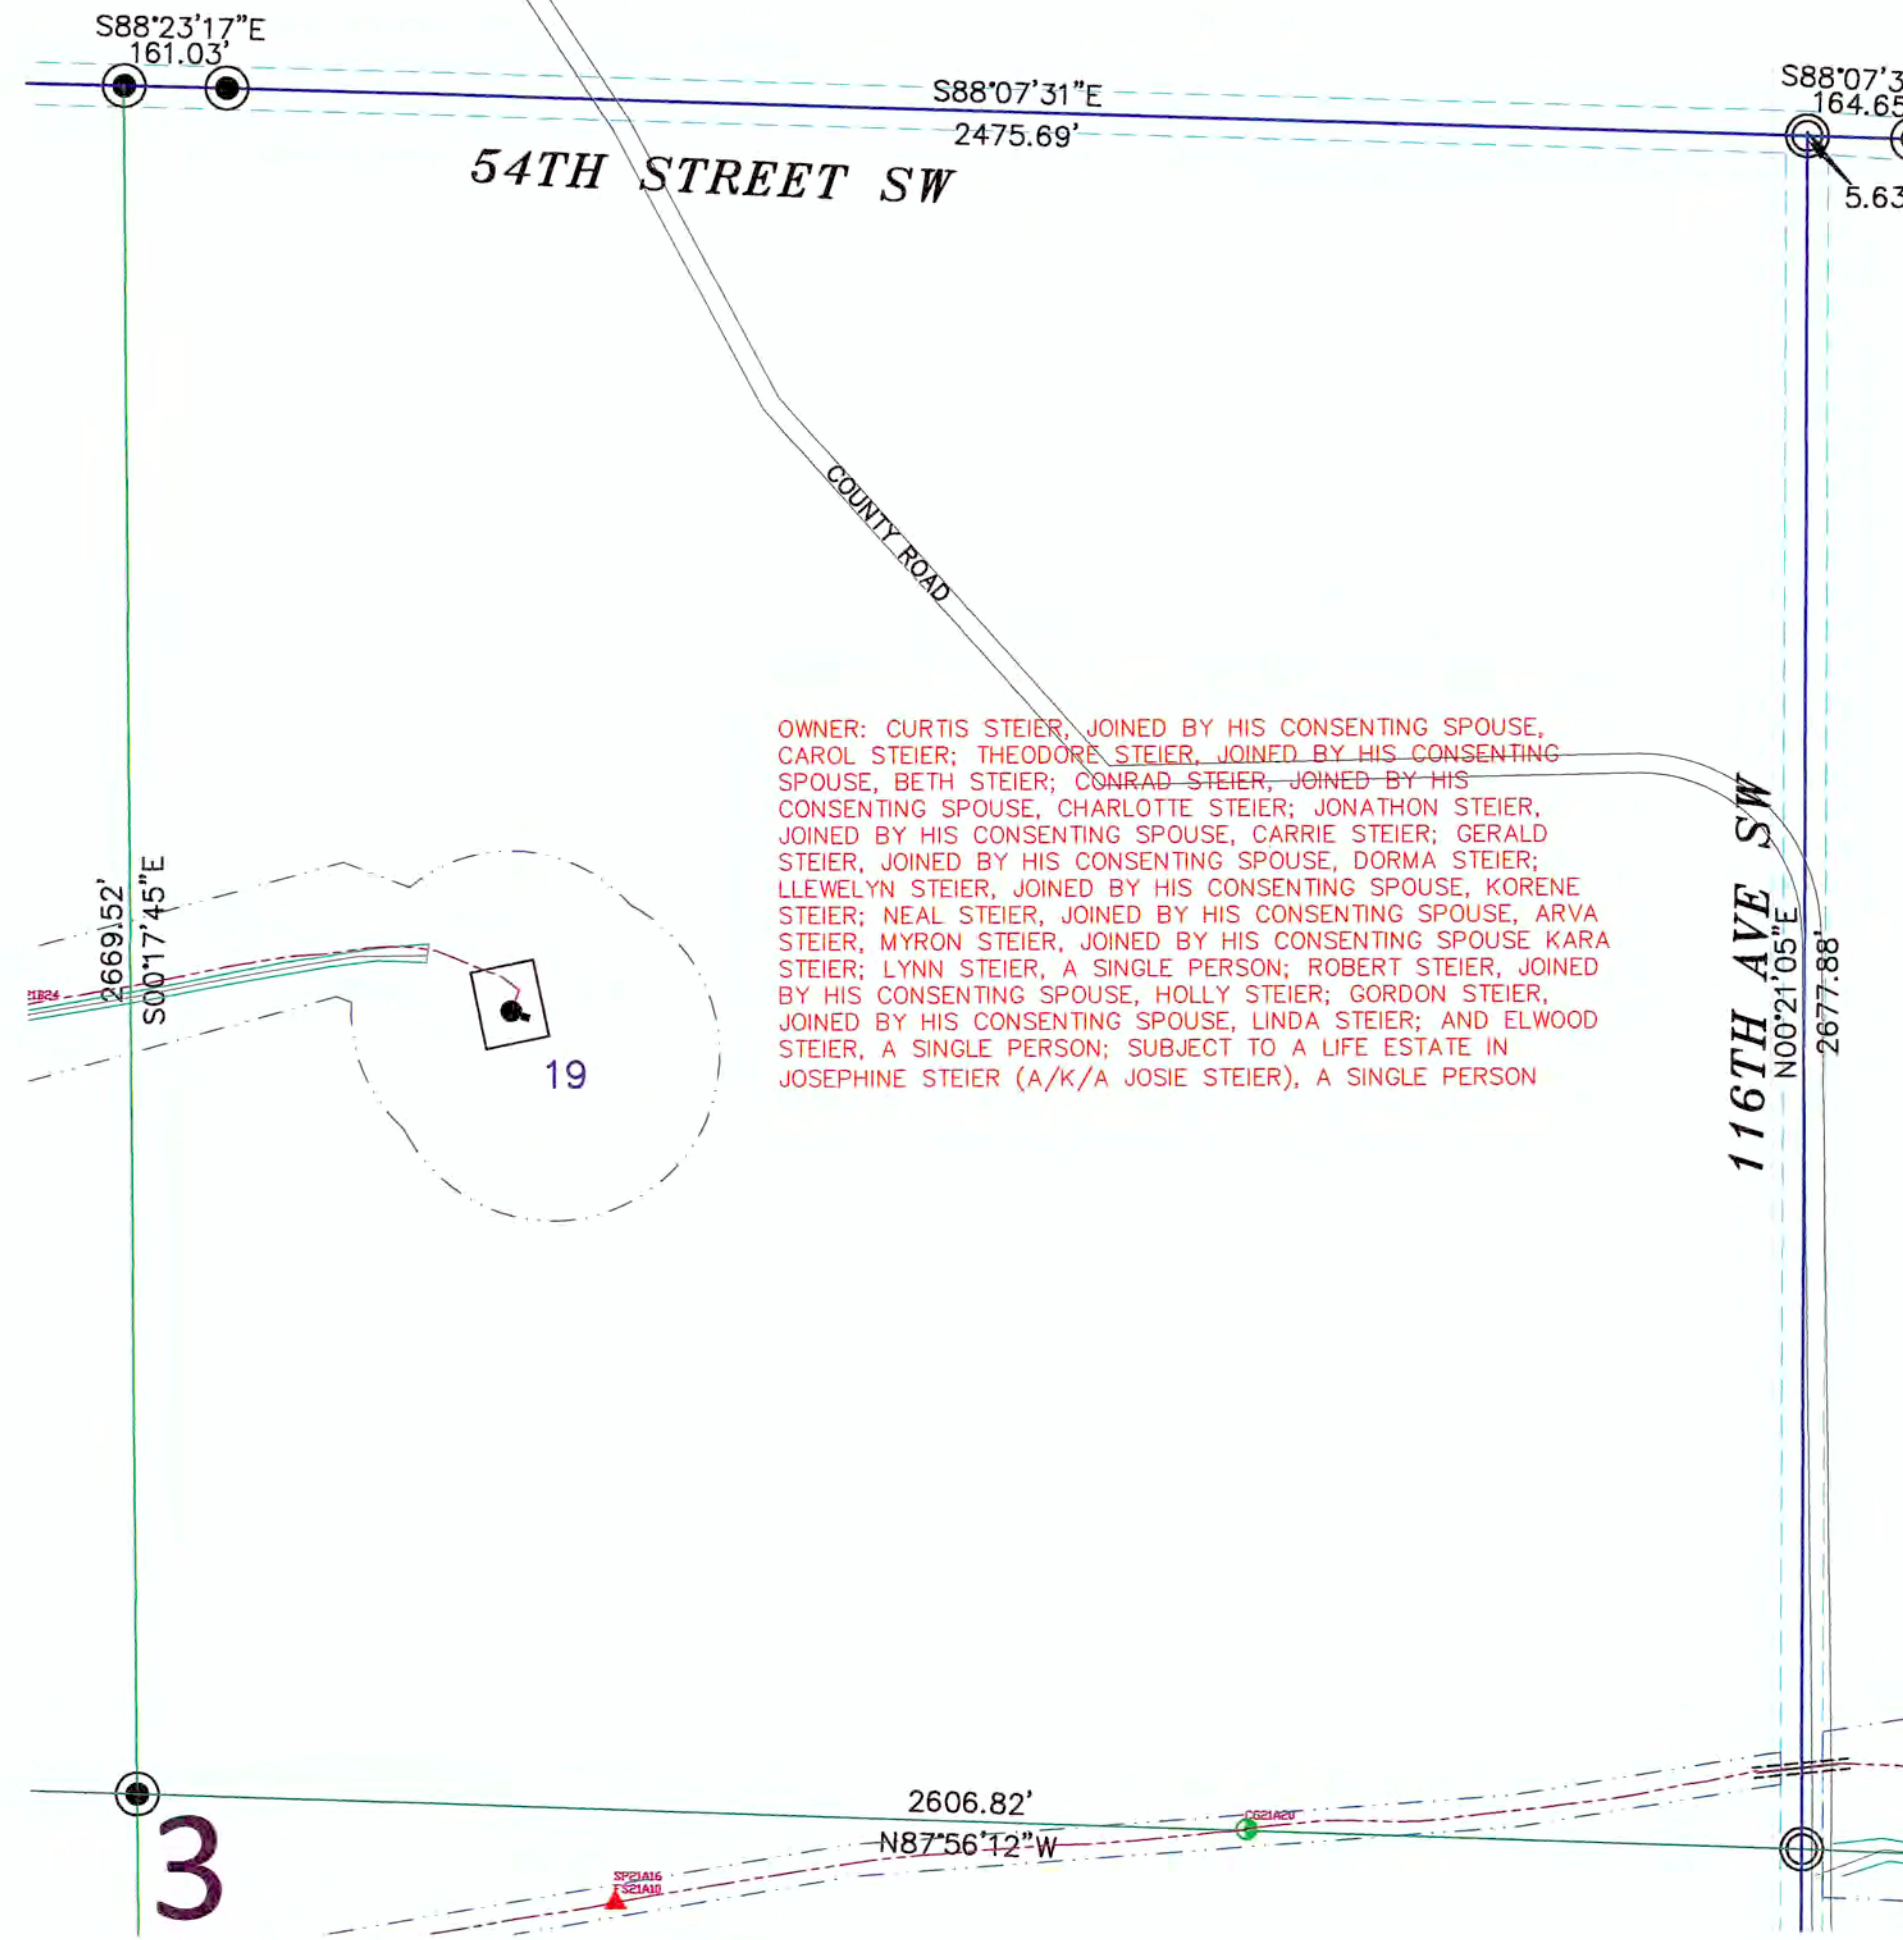 S88°23'17"E
161.03'
S88°07'31"E
2475.69'
S88°07'3
164.65
5.63
54TH STREET SW
COUNTY ROAD
OWNER: CURTIS STEIER, JOINED BY HIS CONSENTING SPOUSE,
CAROL STEIER; THEODORE STEIER, JOINED BY HIS CONSENTING
SPOUSE, BETH STEIER; CONRAD STEIER, JOINED BY HIS
CONSENTING SPOUSE, CHARLOTTE STEIER; JONATHON STEIER,
JOINED BY HIS CONSENTING SPOUSE, CARRIE STEIER; GERALD
STEIER, JOINED BY HIS CONSENTING SPOUSE, DORMA STEIER;
LLEWELYN STEIER, JOINED BY HIS CONSENTING SPOUSE, KORENE
STEIER; NEAL STEIER, JOINED BY HIS CONSENTING SPOUSE, ARVA
STEIER, MYRON STEIER, JOINED BY HIS CONSENTING SPOUSE KARA
STEIER; LYNN STEIER, A SINGLE PERSON; ROBERT STEIER, JOINED
BY HIS CONSENTING SPOUSE, HOLLY STEIER; GORDON STEIER,
JOINED BY HIS CONSENTING SPOUSE, LINDA STEIER; AND ELWOOD
STEIER, A SINGLE PERSON; SUBJECT TO A LIFE ESTATE IN
JOSEPHINE STEIER (A/K/A JOSIE STEIER), A SINGLE PERSON
2669.52'
S00°17'45"E
19
116TH AVE SW
N00°21'05"E
2677.88'
2606.82'
N87°56'12"W
CG21A20
SP21A16
FS21A10
3